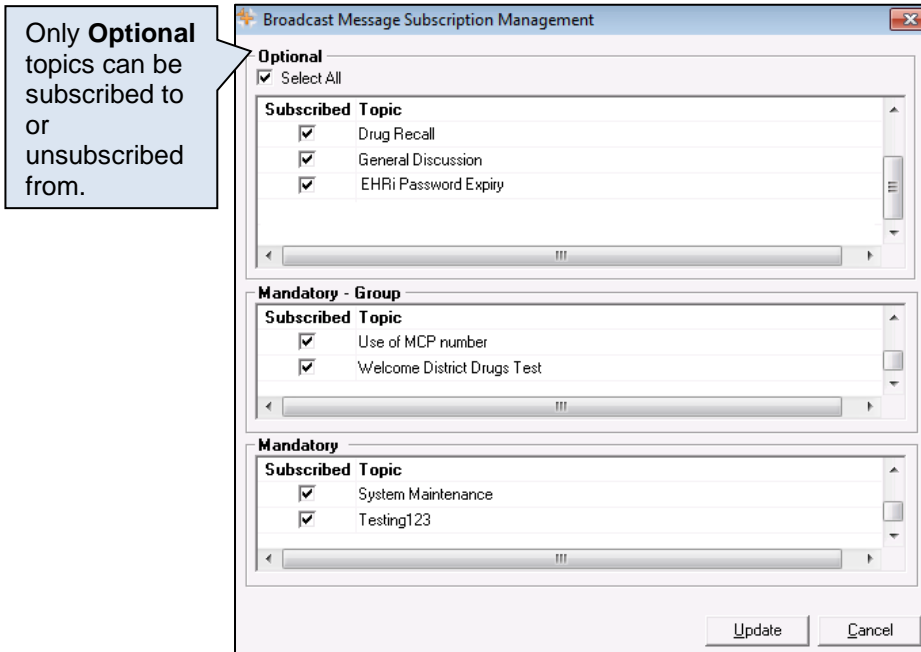 Only Optional
topics can be
subscribed to
or
unsubscribed
from.
Broadcast Message Subscription Management
Optional
Select All
Subscribed Topic
Drug Recall
General Discussion
EHRi Password Expiry
Mandatory - Group
Subscribed Topic
Use of MCP number
Welcome District Drugs Test
Mandatory
Subscribed Topic
System Maintenance
Testing123
Update Cancel